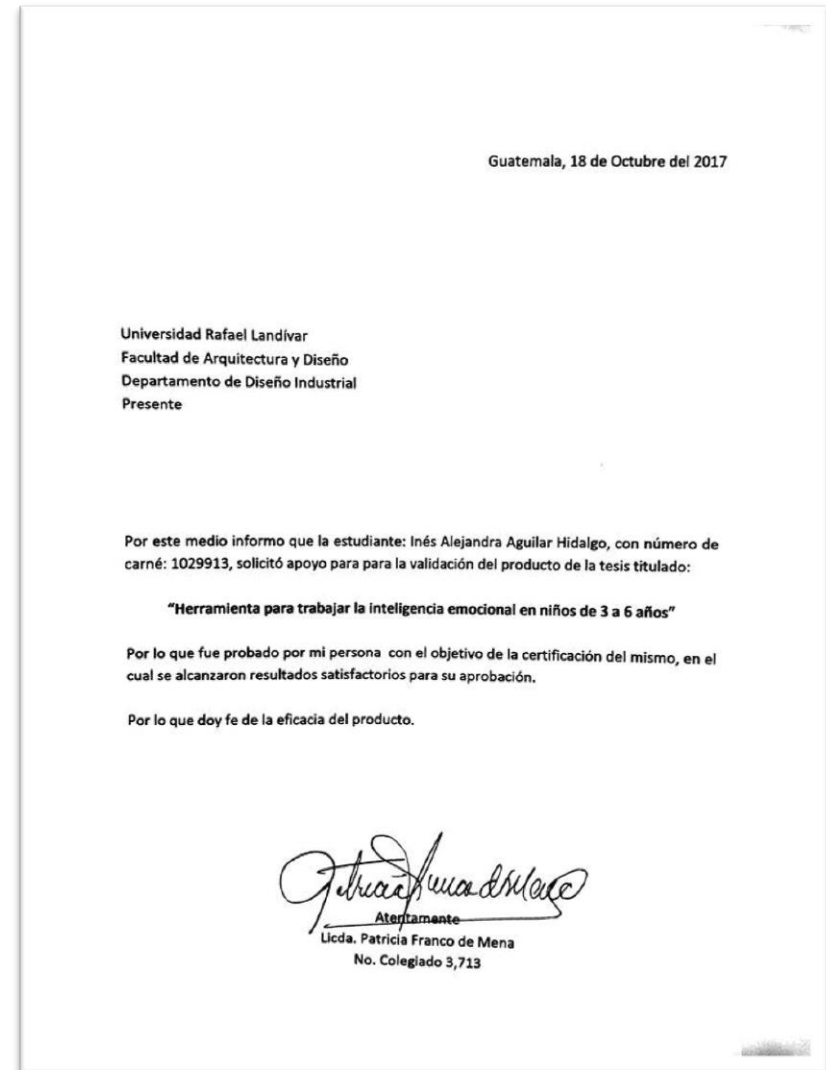 Guatemala, 18 de Octubre del 2017
Universidad Rafael Landívar
Facultad de Arquitectura y Diseño
Departamento de Diseño Industrial
Presente
Por este medio informo que la estudiante: Inés Alejandra Aguilar Hidalgo, con número de
carné: 1029913, solicitó apoyo para para la validación del producto de la tesis titulado:
“Herramienta para trabajar la inteligencia emocional en niños de 3 a 6 años”
Por lo que fue probado por mi persona con el objetivo de la certificación del mismo, en el
cual se alcanzaron resultados satisfactorios para su aprobación.
Por lo que doy fe de la eficacia del producto.
Atentamente
Licda. Patricia Franco de Mena
No. Colegiado 3,713